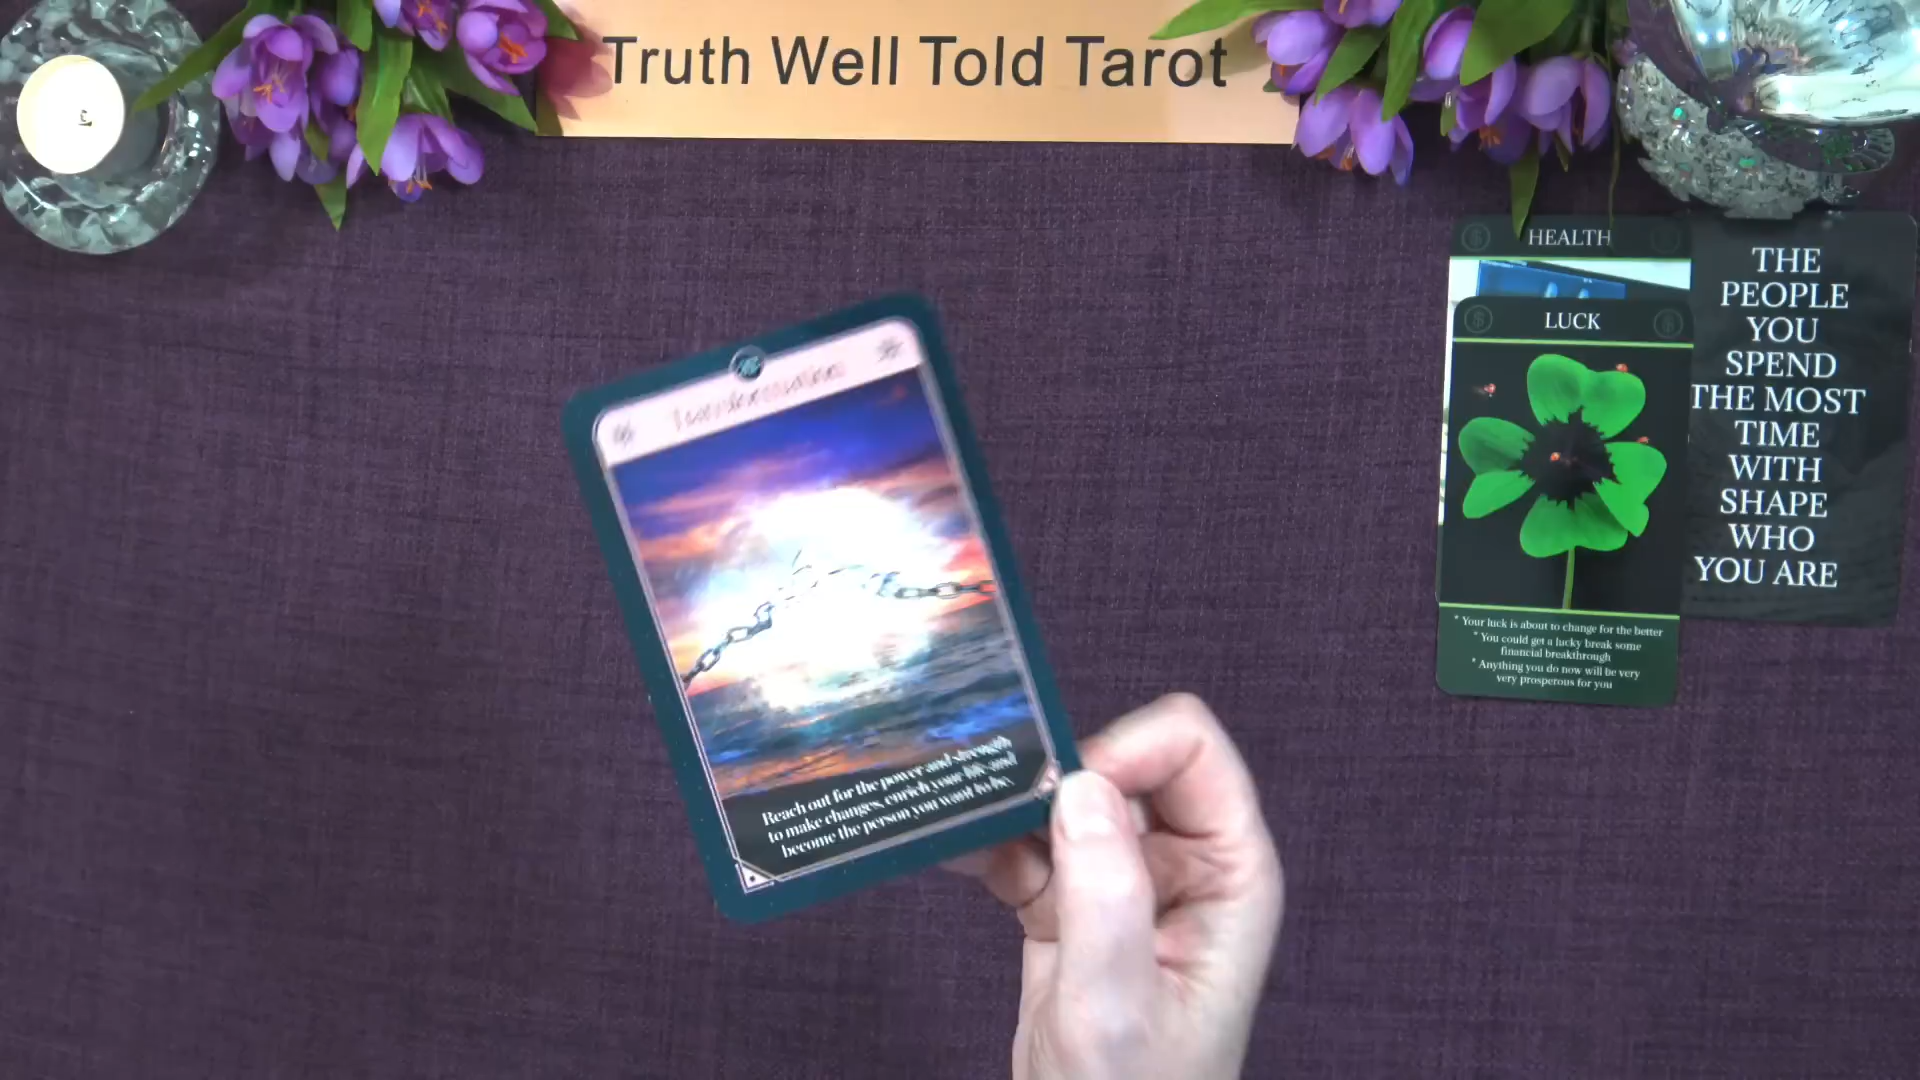 Truth Well Told Tarot
Transformation
Reach out for the power and strength
to make changes, enrich your life and
become the person you want to be.
HEALTH
LUCK
* Your luck is about to change for the better
* You could get a lucky break some
financial breakthrough
* Anything you do now will be very
very prosperous for you
THE
PEOPLE
YOU
SPEND
THE MOST
TIME
WITH
SHAPE
WHO
YOU ARE